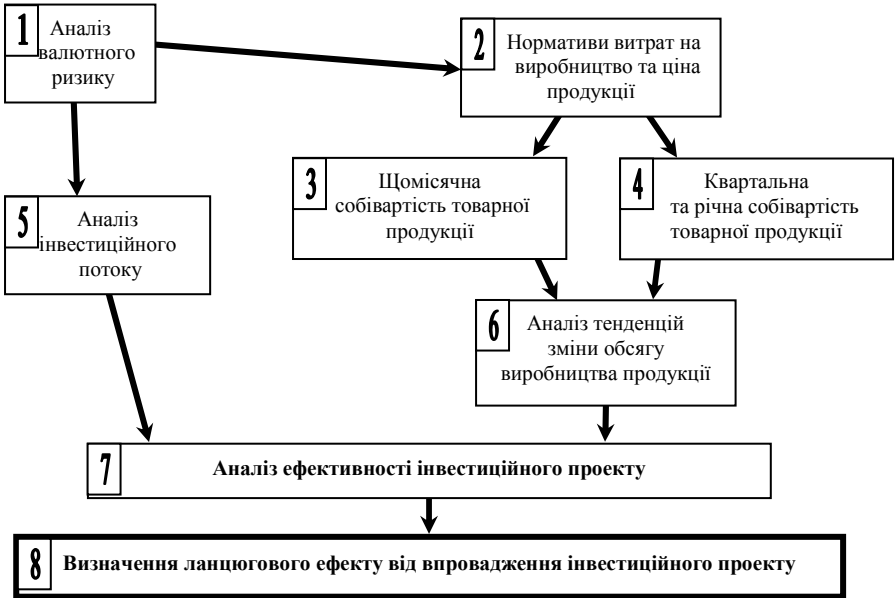 1
Аналіз
валютного
ризику
2
Нормативи витрат на
виробництво та ціна
продукції
3
Щомісячна
собівартість товарної
продукції
4
Квартальна
та річна собівартість
товарної продукції
5
Аналіз
інвестиційного
потоку
6
Аналіз тенденцій
зміни обсягу
виробництва продукції
7
Аналіз ефективності інвестиційного проекту
8
Визначення ланцюгового ефекту від впровадження інвестиційного проекту